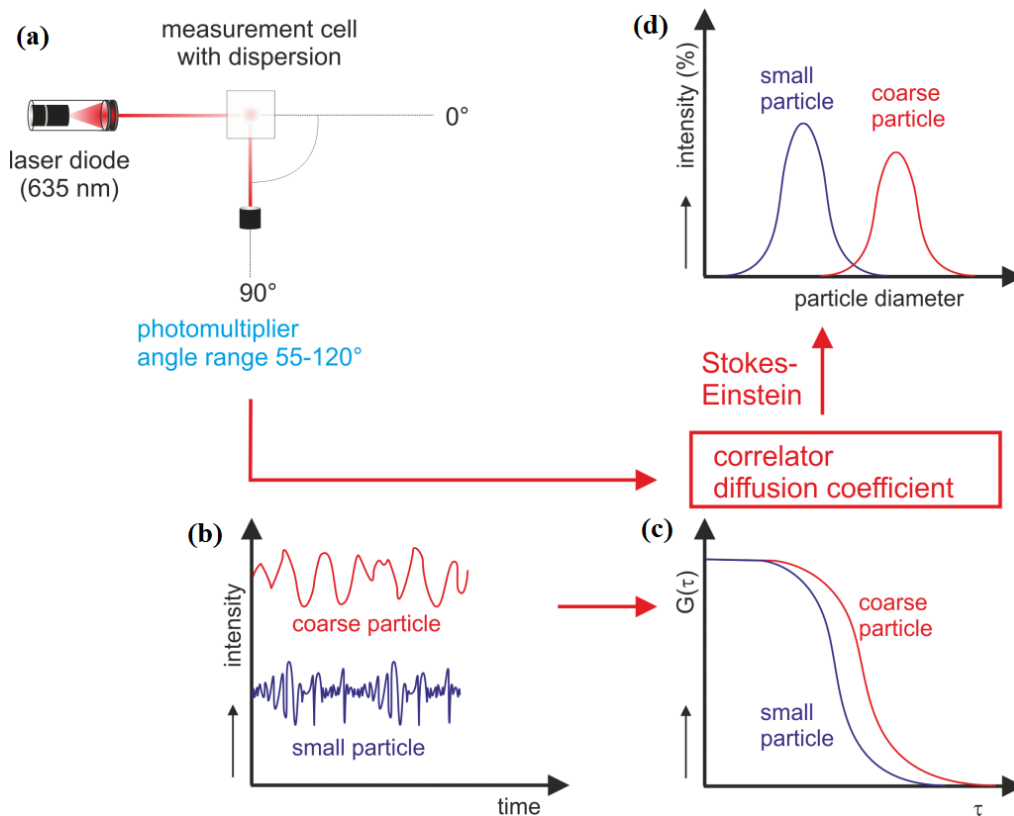 (a)
measurement cell
with dispersion
0°
laser diode
(635 nm)
90°
photomultiplier
angle range 55-120°
(d)
intensity (%)
small
particle
coarse
particle
particle diameter
Stokes-
Einstein
correlator
diffusion coefficient
(b)
intensity
coarse particle
small particle
time
(c)
G(τ)
coarse
particle
small
particle
τ